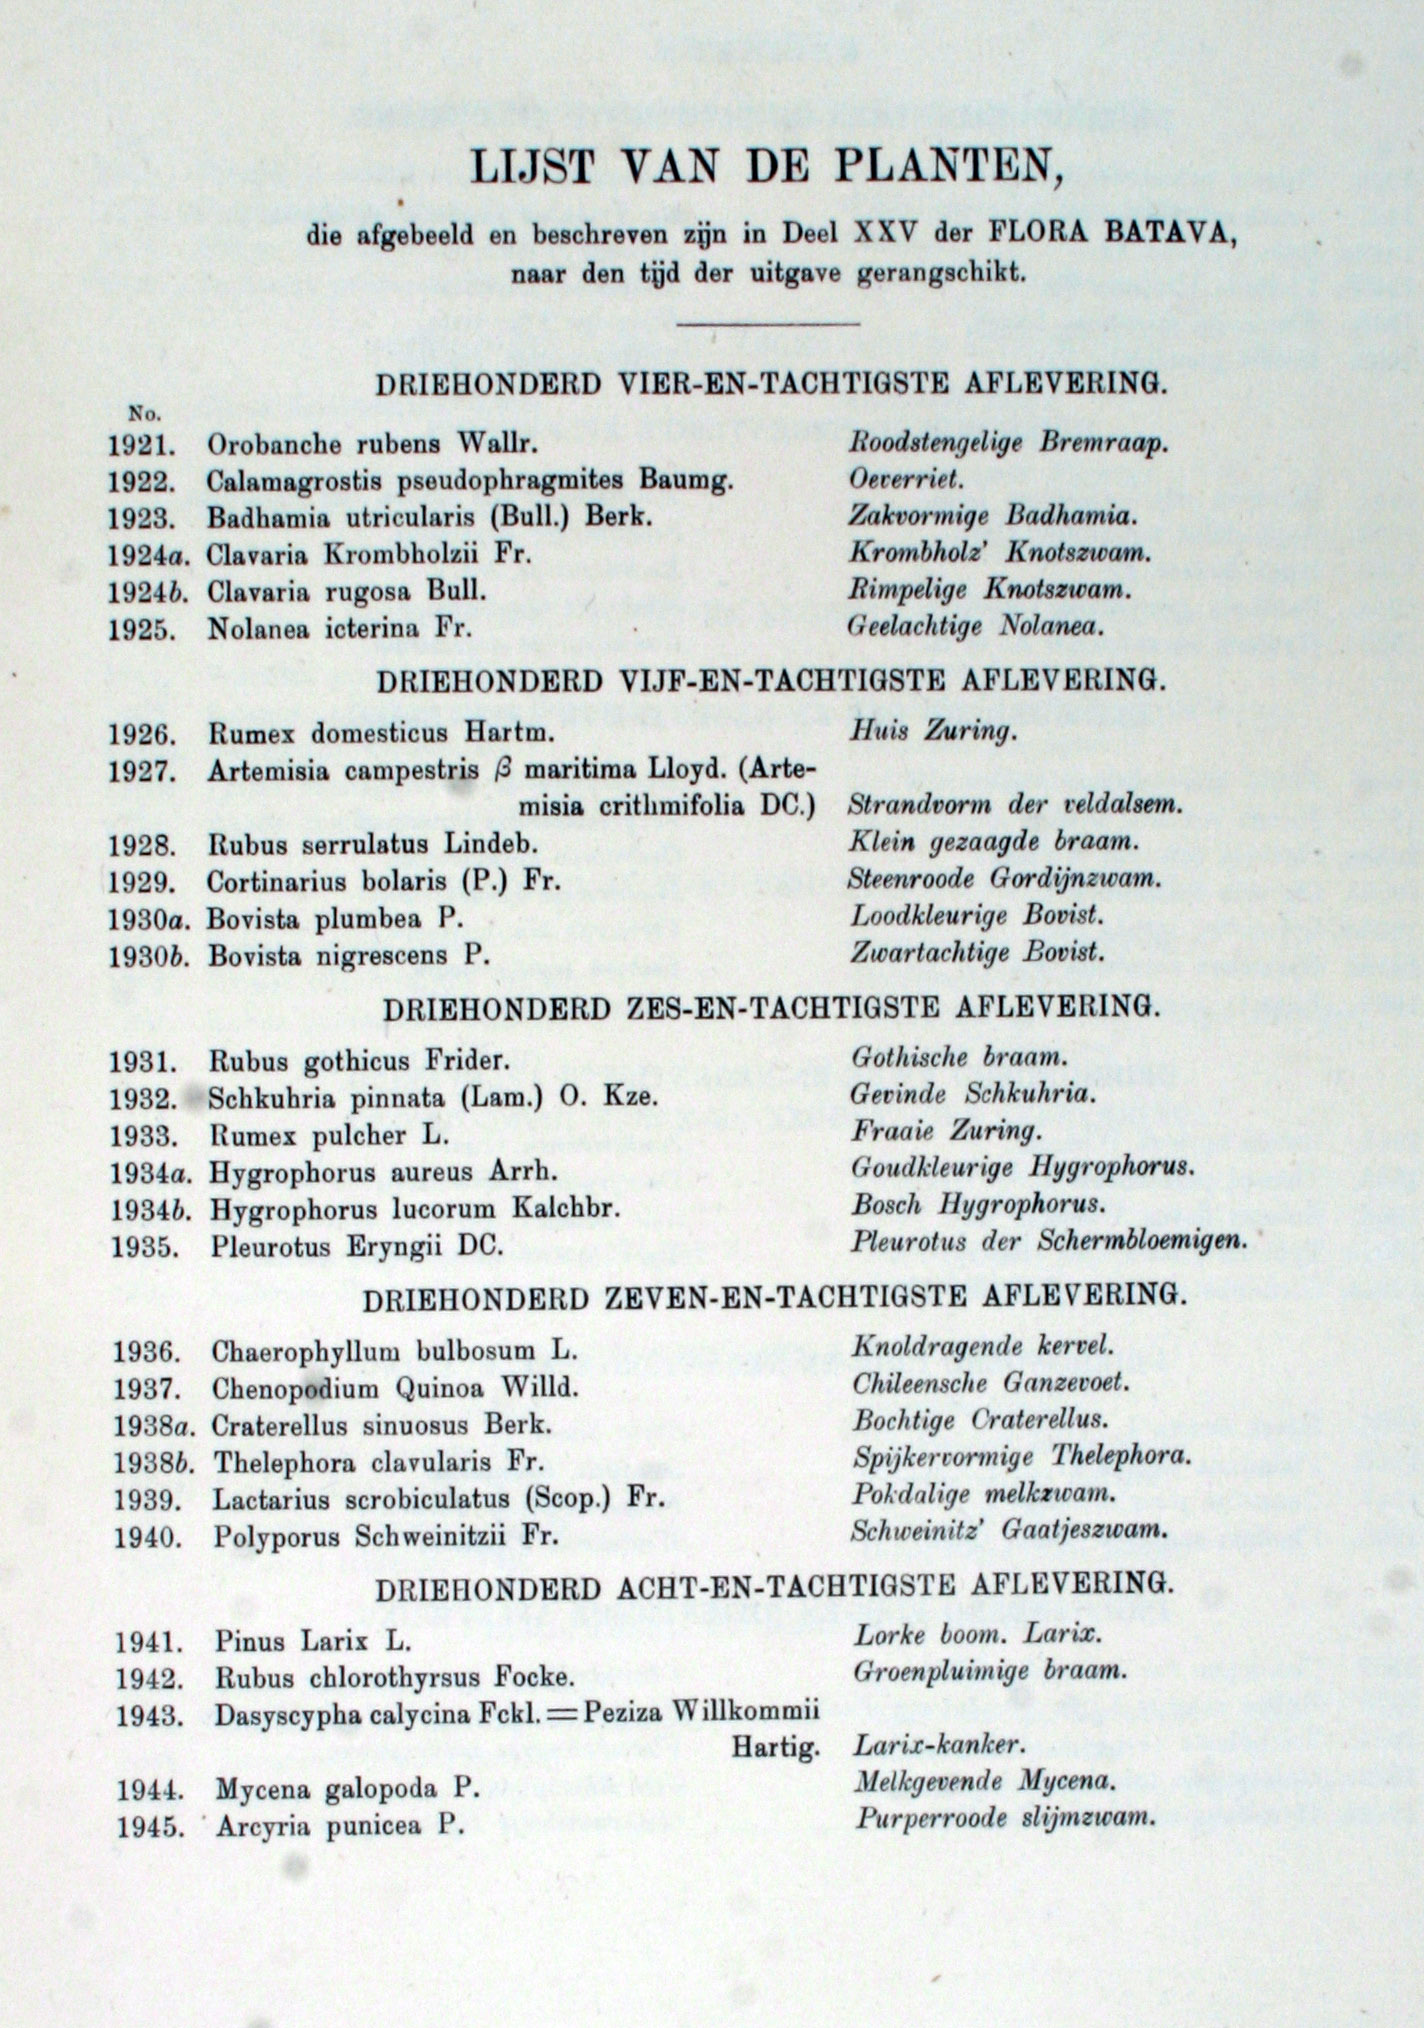 LIJST VAN DE PLANTEN,
die afgebeeld en beschreven zijn in Deel XXV der FLORA BATAVA,
naar den tijd der uitgave gerangschikt.
DRIEHONDERD VIER-EN-TACHTIGSTE AFLEVERING.
No.
1921. Orobanche rubens Wallr. Roodstengelige Bremraap.
1922. Calamagrostis pseudophragmites Baumg. Oeverriet.
1923. Badhamia utricularis (Bull.) Berk. Zakvormige Badhamia.
1924a. Clavaria Krombholzii Fr. Krombholz' Knotszwam.
1924b. Clavaria rugosa Bull. Rimpelige Knotszwam.
1925. Nolanea icterina Fr. Geelachtige Nolanea.
DRIEHONDERD VIJF-EN-TACHTIGSTE AFLEVERING.
1926. Rumex domesticus Hartm. Huis Zuring.
1927. Artemisia campestris β maritima Lloyd. (Arte-
misia crithmifolia DC.) Strandvorm der veldalsem.
1928. Rubus serrulatus Lindeb. Klein gezaagde braam.
1929. Cortinarius bolaris (P.) Fr. Steenroode Gordijnzwam.
1930a. Bovista plumbea P. Loodkleurige Bovist.
1930b. Bovista nigrescens P. Zwartachtige Bovist.
DRIEHONDERD ZES-EN-TACHTIGSTE AFLEVERING.
1931. Rubus gothicus Frider. Gothische braam.
1932. Schkuhria pinnata (Lam.) O. Kze. Gevinde Schkuhria.
1933. Rumex pulcher L. Fraaie Zuring.
1934a. Hygrophorus aureus Arrh. Goudkleurige Hygrophorus.
1934b. Hygrophorus lucorum Kalchbr. Bosch Hygrophorus.
1935. Pleurotus Eryngii DC. Pleurotus der Schermbloemigen.
DRIEHONDERD ZEVEN-EN-TACHTIGSTE AFLEVERING.
1936. Chaerophyllum bulbosum L. Knoldragende kervel.
1937. Chenopodium Quinoa Willd. Chileensche Ganzevoet.
1938a. Craterellus sinuosus Berk. Bochtige Craterellus.
1938b. Thelephora clavularis Fr. Spijkervormige Thelephora.
1939. Lactarius scrobiculatus (Scop.) Fr. Pokdalige melkzwam.
1940. Polyporus Schweinitzii Fr. Schweinitz' Gaatjeszwam.
DRIEHONDERD ACHT-EN-TACHTIGSTE AFLEVERING.
1941. Pinus Larix L. Lorke boom. Larix.
1942. Rubus chlorothyrsus Focke. Groenpluimige braam.
1943. Dasyscypha calycina Fckl. = Peziza Willkommii
Hartig. Larix-kanker.
1944. Mycena galopoda P. Melkgevende Mycena.
1945. Arcyria punicea P. Purperroode slijmzwam.